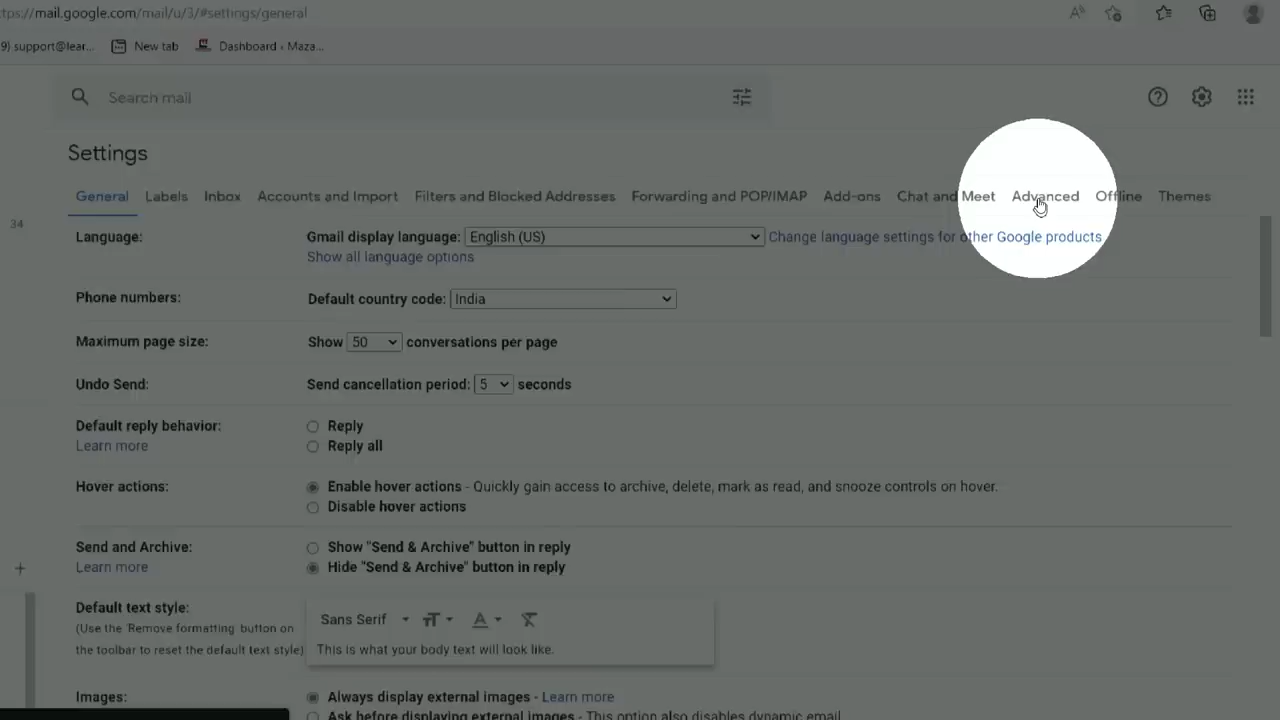 ttps://mail.google.com/mail/u/3/#settings/general
9) support@lear... New tab Dashboard ‹ Maza...
Search mail
Settings
General Labels Inbox Accounts and Import Filters and Blocked Addresses Forwarding and POP/IMAP Add-ons Chat and Meet Advanced Offline Themes
34
Language: Gmail display language: English (US) Change language settings for other Google products
Show all language options
Phone numbers: Default country code: India
Maximum page size: Show 50 conversations per page
Undo Send: Send cancellation period: 5 seconds
Default reply behavior: Reply
Learn more Reply all
Hover actions: Enable hover actions - Quickly gain access to archive, delete, mark as read, and snooze controls on hover.
Disable hover actions
Send and Archive: Show "Send & Archive" button in reply
Learn more Hide "Send & Archive" button in reply
Default text style: Sans Serif
(Use the 'Remove formatting' button on
the toolbar to reset the default text style) This is what your body text will look like.
Images: Always display external images - Learn more
Ask before displaying external images - This option also disables dynamic email.